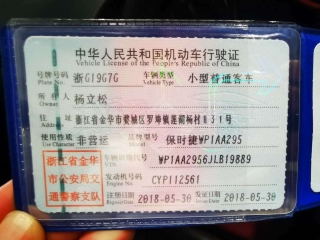 中华人民共和国机动车行驶证
Vehicle License of the People's Republic of China
号牌号码 浙G19G7G 车辆类型 小型普通客车
Plate No. Vehicle Type
所有人 杨立松
Owner
住址 浙江省金华市婺城区罗埠镇莲荷杨村831号
Address
使用性质 非营运 品牌型号 保时捷WP1AA295
Use Character Model
浙江省金华 车辆识别代号 WP1AA2956JLB19889
VIN
市公安局交 发动机号码 CYP112561
Engine No.
通警察支队 注册日期 2018-05-30 发证日期 2018-05-30
Register Date Issue Date